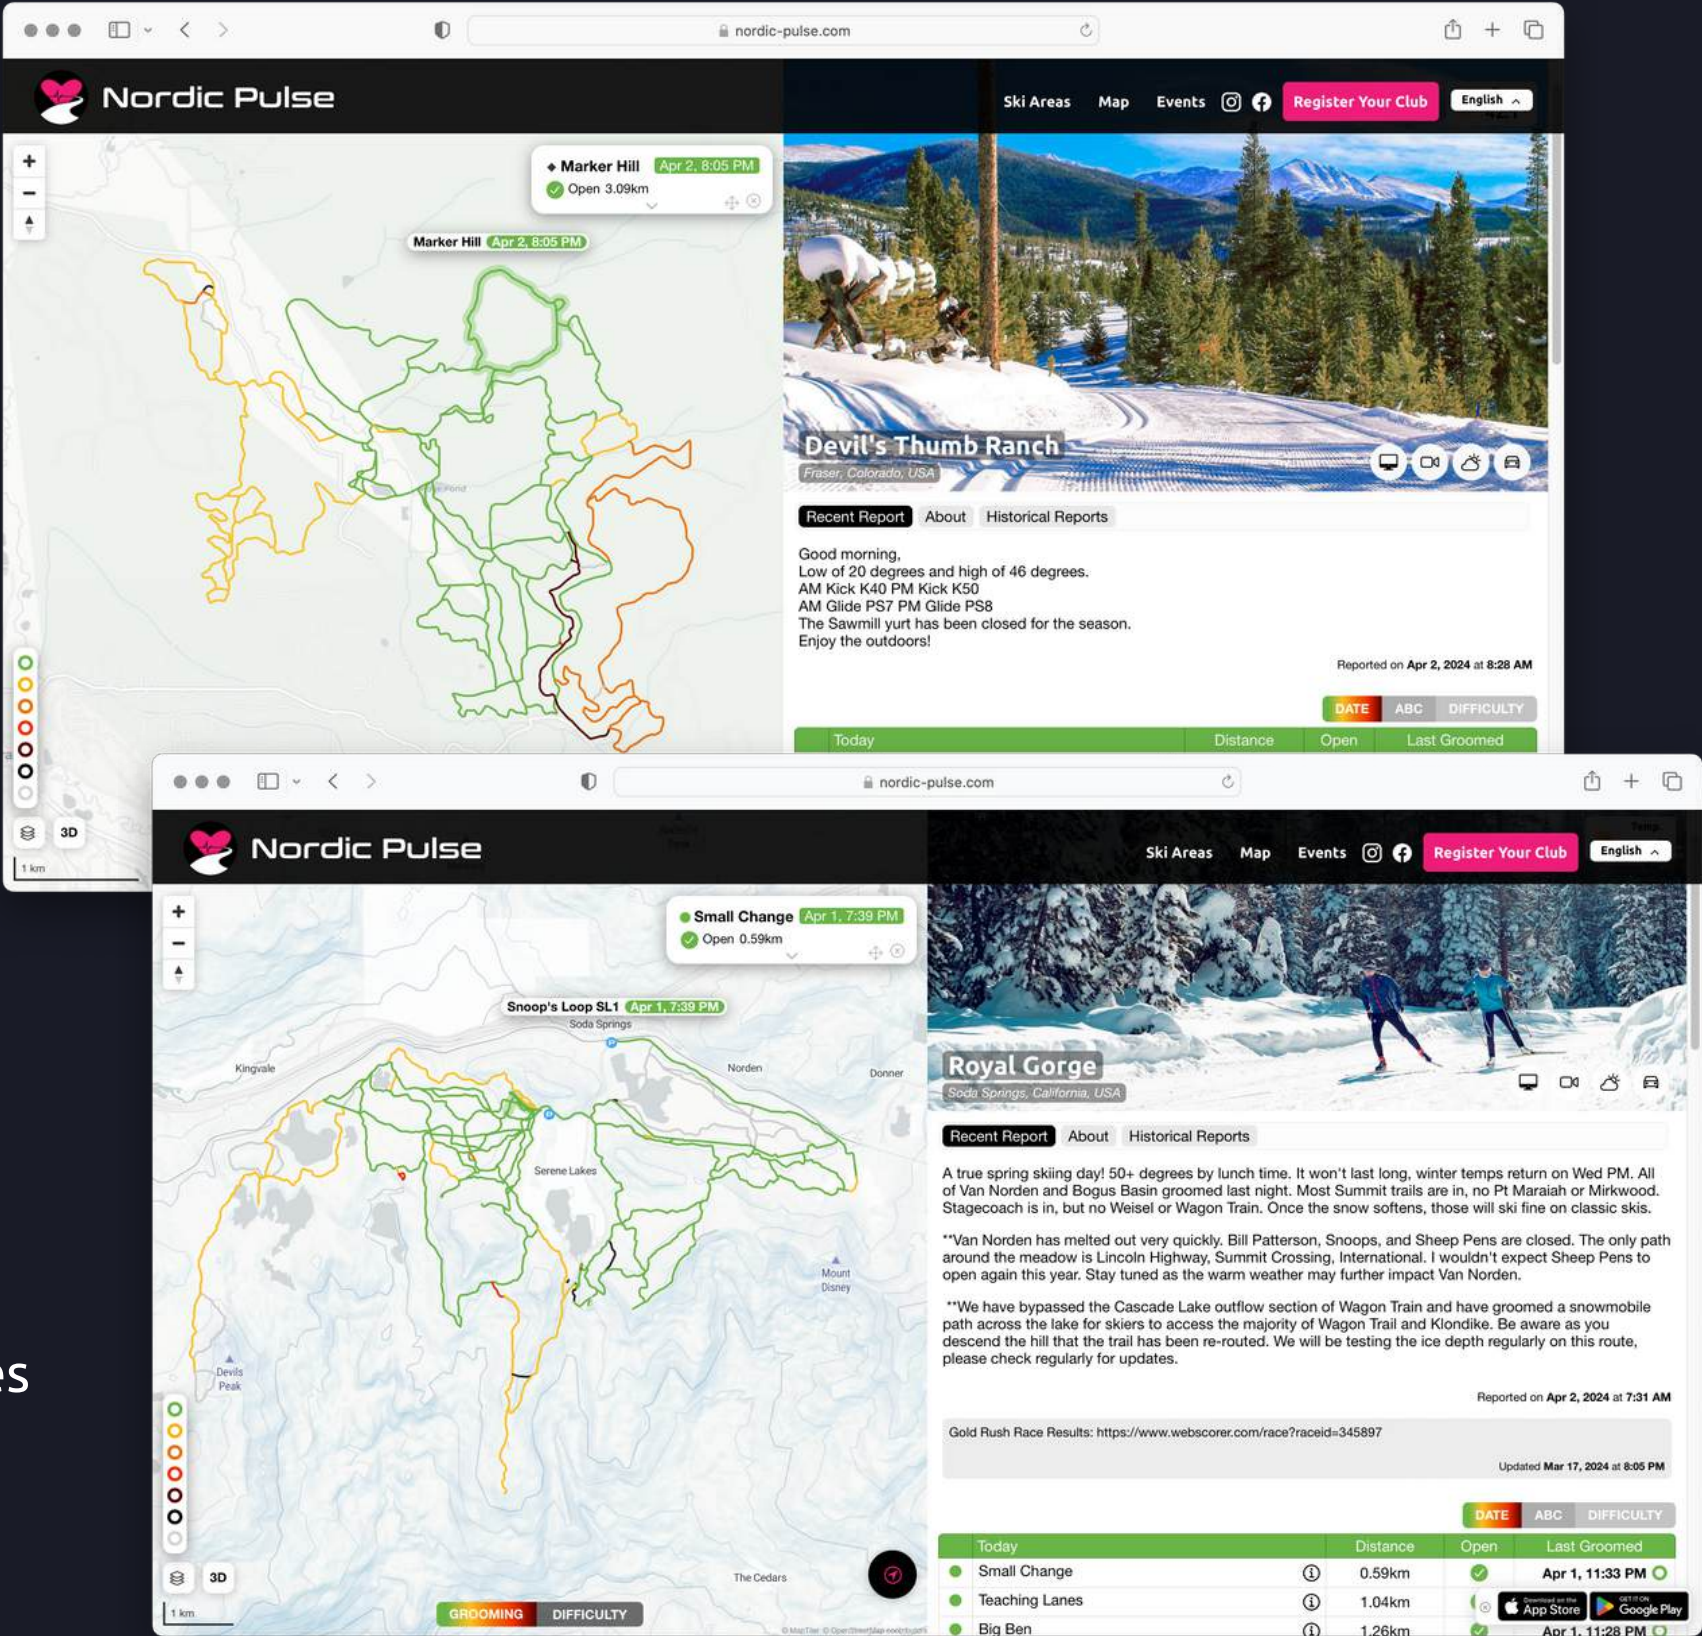 nordic-pulse.com
Nordic Pulse
Ski Areas Map Events Register Your Club English
Marker Hill Apr 2, 8:05 PM
Open 3.09km
Marker Hill Apr 2, 8:05 PM
3D
1 km
Devil's Thumb Ranch
Fraser, Colorado, USA
Recent Report About Historical Reports
Good morning,
Low of 20 degrees and high of 46 degrees.
AM Kick K40 PM Kick K50
AM Glide PS7 PM Glide PS8
The Sawmill yurt has been closed for the season.
Enjoy the outdoors!
Reported on Apr 2, 2024 at 8:28 AM
DATE ABC DIFFICULTY
Today Distance Open Last Groomed
es
nordic-pulse.com
Nordic Pulse
Ski Areas Map Events Register Your Club English
Small Change Apr 1, 7:39 PM
Open 0.59km
Snoop's Loop SL1 Apr 1, 7:39 PM
Soda Springs
Kingvale
Norden
Donner
Serene Lakes
Mount
Disney
Devils
Peak
The Cedars
3D
1 km
GROOMING DIFFICULTY
© MapTiler © OpenStreetMap contributors
Royal Gorge
Soda Springs, California, USA
Recent Report About Historical Reports
A true spring skiing day! 50+ degrees by lunch time. It won't last long, winter temps return on Wed PM. All
of Van Norden and Bogus Basin groomed last night. Most Summit trails are in, no Pt Maraiah or Mirkwood.
Stagecoach is in, but no Weisel or Wagon Train. Once the snow softens, those will ski fine on classic skis.
**Van Norden has melted out very quickly. Bill Patterson, Snoops, and Sheep Pens are closed. The only path
around the meadow is Lincoln Highway, Summit Crossing, International. I wouldn't expect Sheep Pens to
open again this year. Stay tuned as the warm weather may further impact Van Norden.
**We have bypassed the Cascade Lake outflow section of Wagon Train and have groomed a snowmobile
path across the lake for skiers to access the majority of Wagon Trail and Klondike. Be aware as you
descend the hill that the trail has been re-routed. We will be testing the ice depth regularly on this route,
please check regularly for updates.
Reported on Apr 2, 2024 at 7:31 AM
Gold Rush Race Results: https://www.webscorer.com/race?raceid=345897
Updated Mar 17, 2024 at 8:05 PM
DATE ABC DIFFICULTY
Today Distance Open Last Groomed
Small Change 0.59km Apr 1, 11:33 PM
Teaching Lanes 1.04km
Download on the App Store GET IT ON Google Play
Big Ben 1.26km Apr 1, 11:28 PM